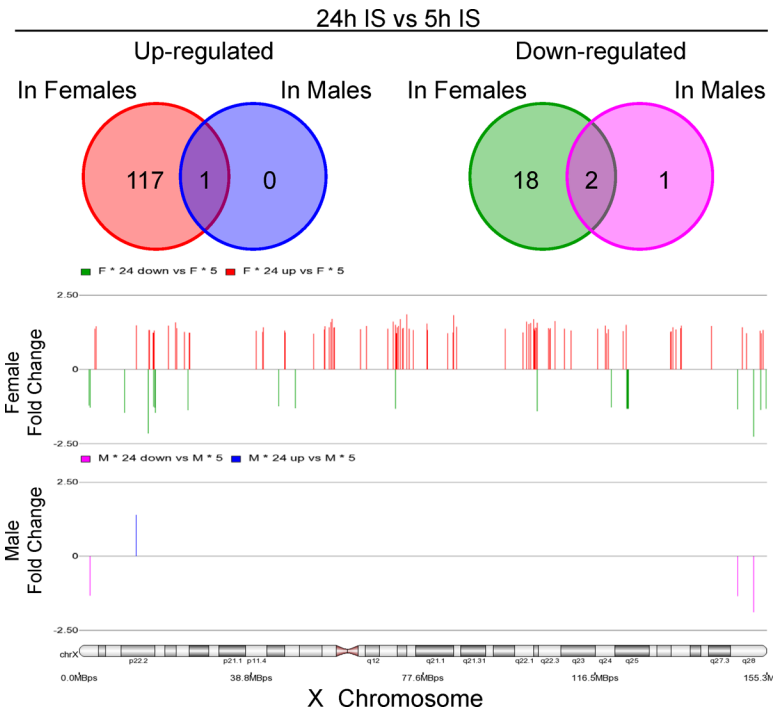 24h IS vs 5h IS
Up-regulated
Down-regulated
In Females
In Males
In Females
In Males
117
1
0
18
2
1
F * 24 down vs F * 5
F * 24 up vs F * 5
2.50
0
-2.50
Female
Fold Change
M * 24 down vs M * 5
M * 24 up vs M * 5
2.50
0
-2.50
Male
Fold Change
chrX
p22.2
p21.1
p11.4
q12
q21.1
q21.31
q22.1
q22.3
q23
q24
q25
q27.3
q28
0.0MBps
38.8MBps
77.6MBps
116.5MBps
155.3M
X Chromosome